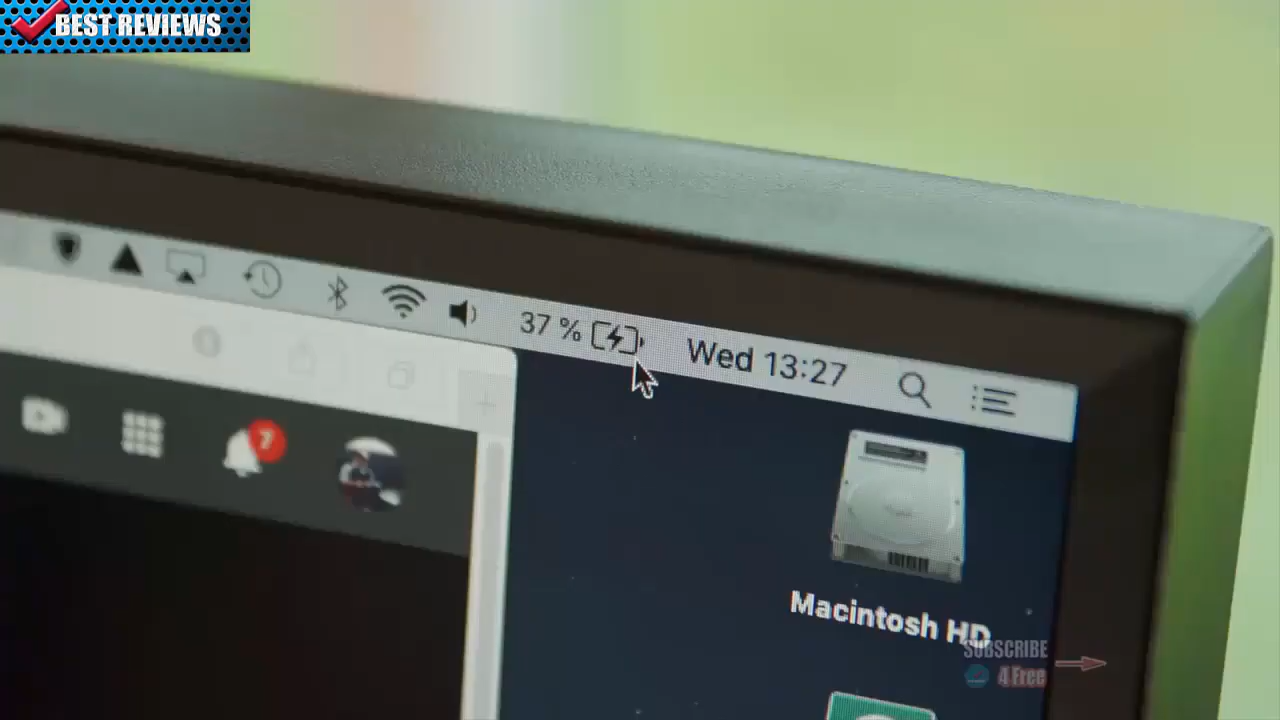 BEST REVIEWS
37 % Wed 13:27
7
Macintosh HD
SUBSCRIBE
4 Free